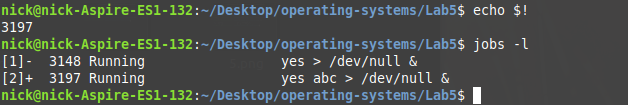 nick@nick-Aspire-ES1-132:~/Desktop/operating-systems/Lab5$ echo $!
3197
nick@nick-Aspire-ES1-132:~/Desktop/operating-systems/Lab5$ jobs -l
[1]-  3148 Running                 yes > /dev/null &
[2]+  3197 Running                 yes abc > /dev/null &
nick@nick-Aspire-ES1-132:~/Desktop/operating-systems/Lab5$